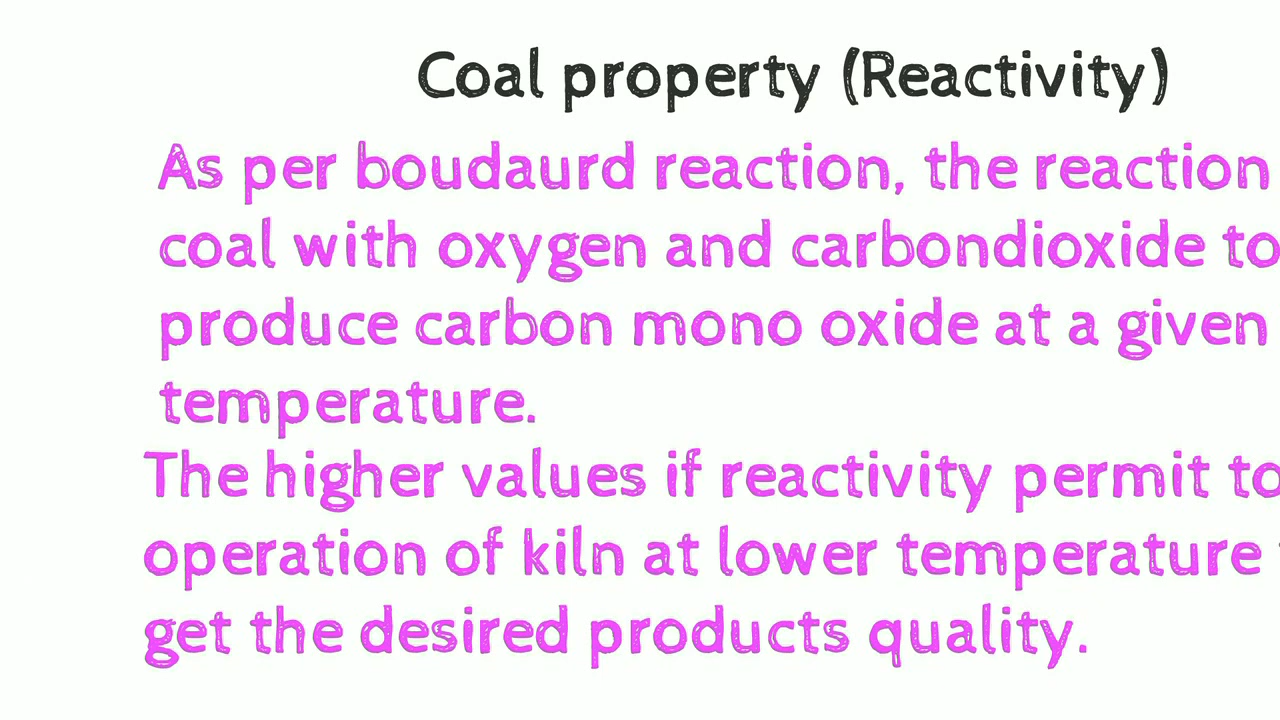 Coal property (Reactivity)
As per boudaurd reaction, the reaction
coal with oxygen and carbondioxide to
produce carbon mono oxide at a given
temperature.
The higher values if reactivity permit to
operation of kiln at lower temperature
get the desired products quality.